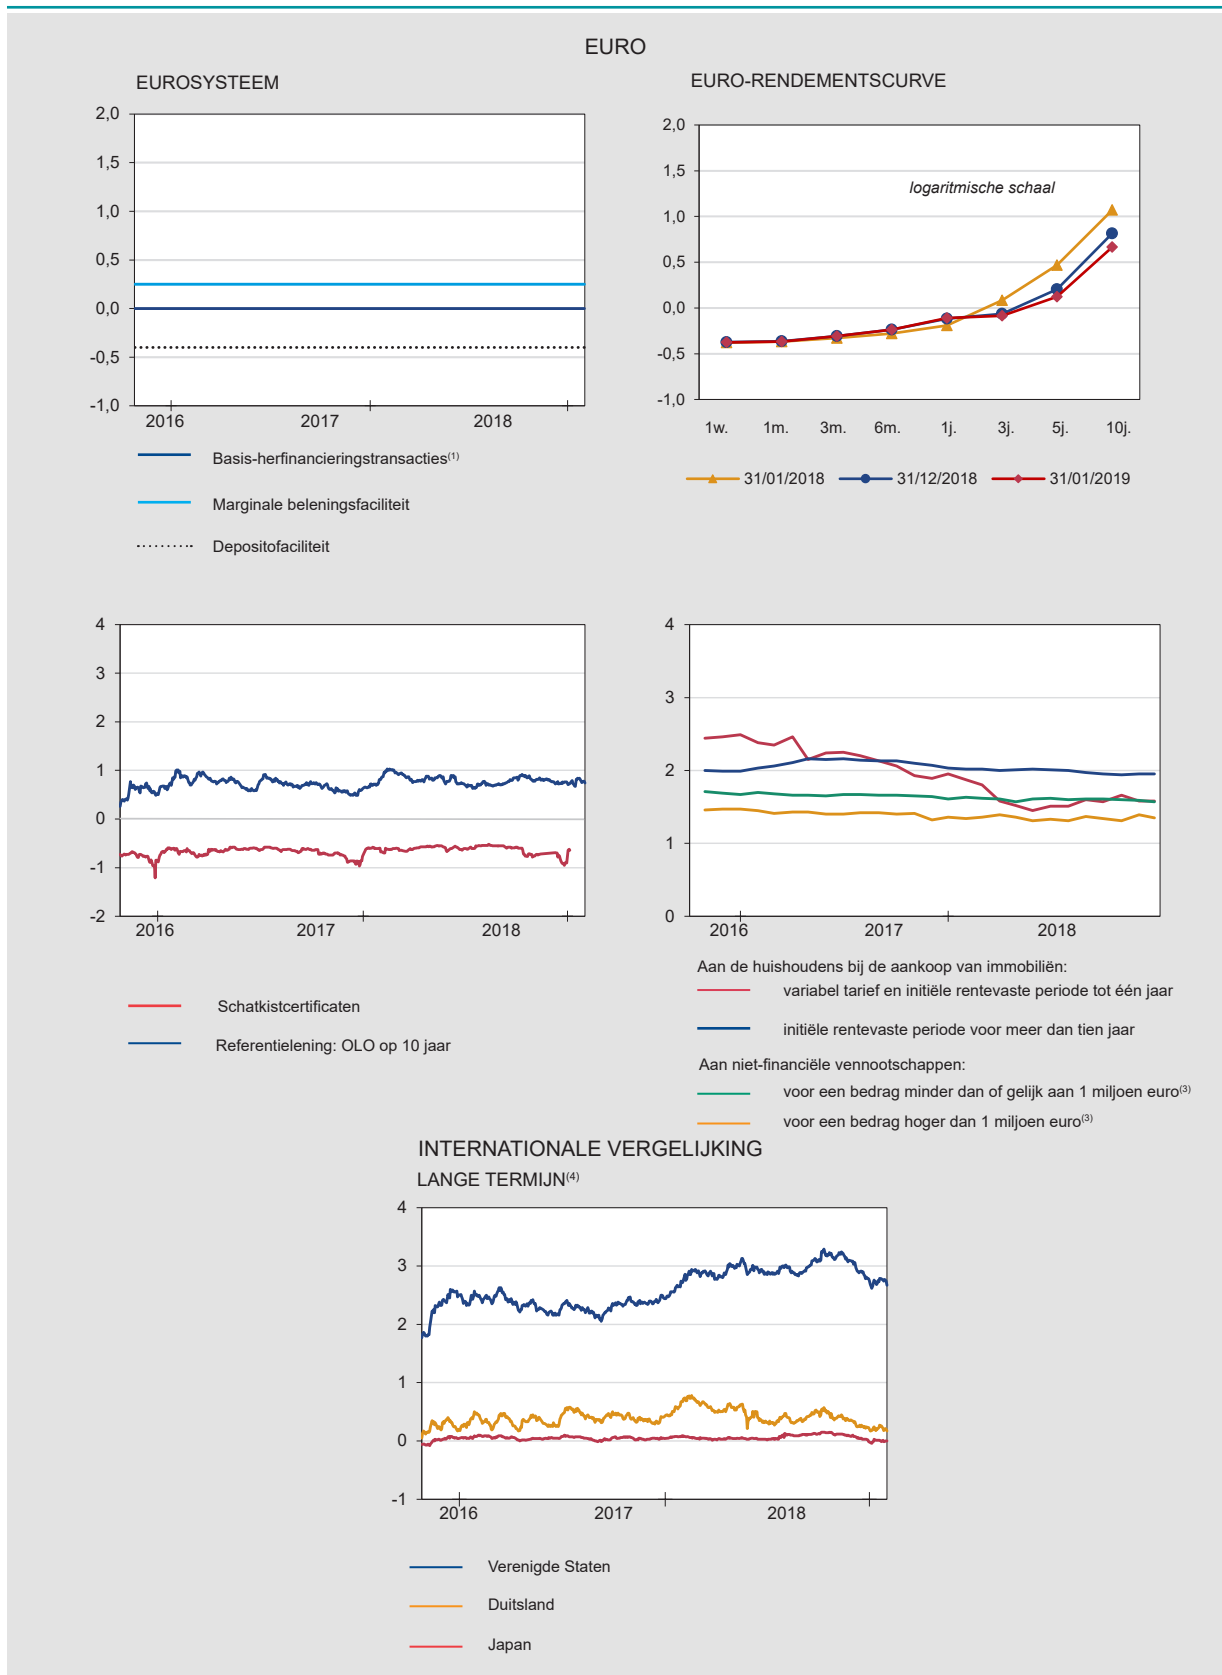 EURO
EUROSYSTEEM
2,0
1,5
1,0
0,5
0,0
-0,5
-1,0
2016 2017 2018
Basis-herfinancieringstransacties(1)
Marginale beleningsfaciliteit
Depositofaciliteit
EURO-RENDEMENTSCURVE
2,0
1,5
1,0
0,5
0,0
-0,5
-1,0
logaritmische schaal
1w. 1m. 3m. 6m. 1j. 3j. 5j. 10j.
31/01/2018 31/12/2018 31/01/2019
4
3
2
1
0
-1
-2
2016 2017 2018
Schatkistcertificaten
Referentielening: OLO op 10 jaar
4
3
2
1
0
2016 2017 2018
Aan de huishoudens bij de aankoop van immobiliën:
variabel tarief en initiële rentevaste periode tot één jaar
initiële rentevaste periode voor meer dan tien jaar
Aan niet-financiële vennootschappen:
voor een bedrag minder dan of gelijk aan 1 miljoen euro(3)
voor een bedrag hoger dan 1 miljoen euro(3)
INTERNATIONALE VERGELIJKING
LANGE TERMIJN(4)
4
3
2
1
0
-1
2016 2017 2018
Verenigde Staten
Duitsland
Japan